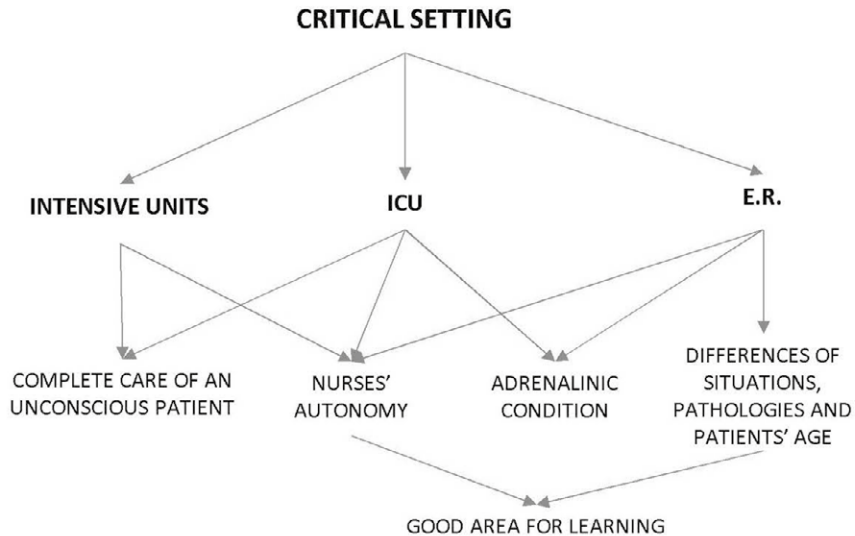 CRITICAL SETTING
INTENSIVE UNITS
ICU
E.R.
COMPLETE CARE OF AN
UNCONSCIOUS PATIENT
NURSES’
AUTONOMY
ADRENALINIC
CONDITION
DIFFERENCES OF
SITUATIONS,
PATHOLOGIES AND
PATIENTS’ AGE
GOOD AREA FOR LEARNING